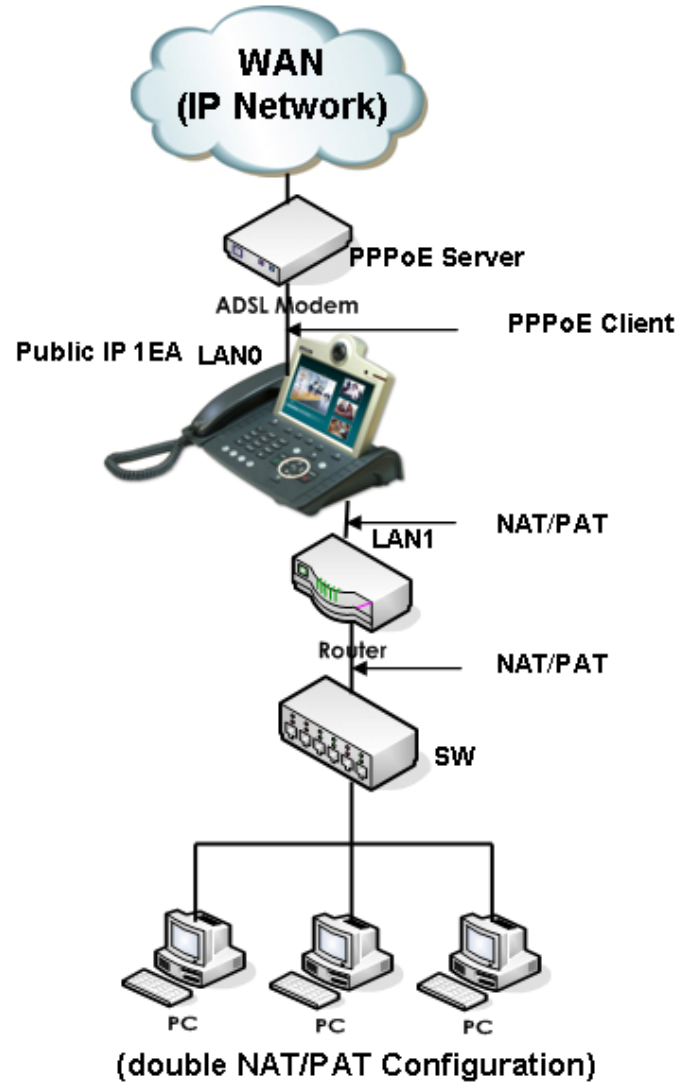 WAN
(IP Network)
PPPoE Server
ADSL Modem
PPPoE Client
Public IP 1EA
LAN0
NAT/PAT
LAN1
Router
NAT/PAT
SW
PC
PC
PC
(double NAT/PAT Configuration)